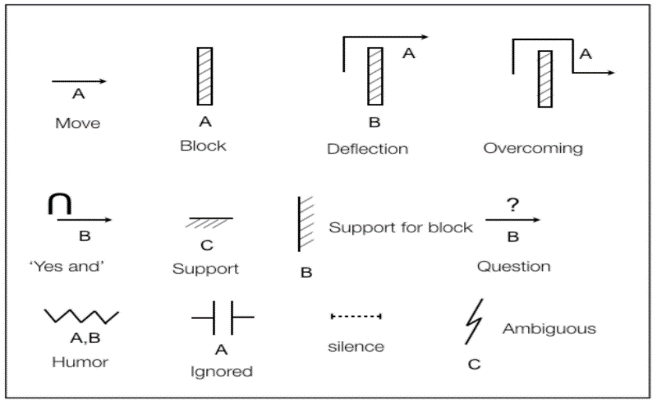 A
Move
A
Block
A
B
Deflection
A
Overcoming
B
'Yes and'
C
Support
B
Support for block
?
B
Question
A,B
Humor
A
Ignored
silence
C
Ambiguous